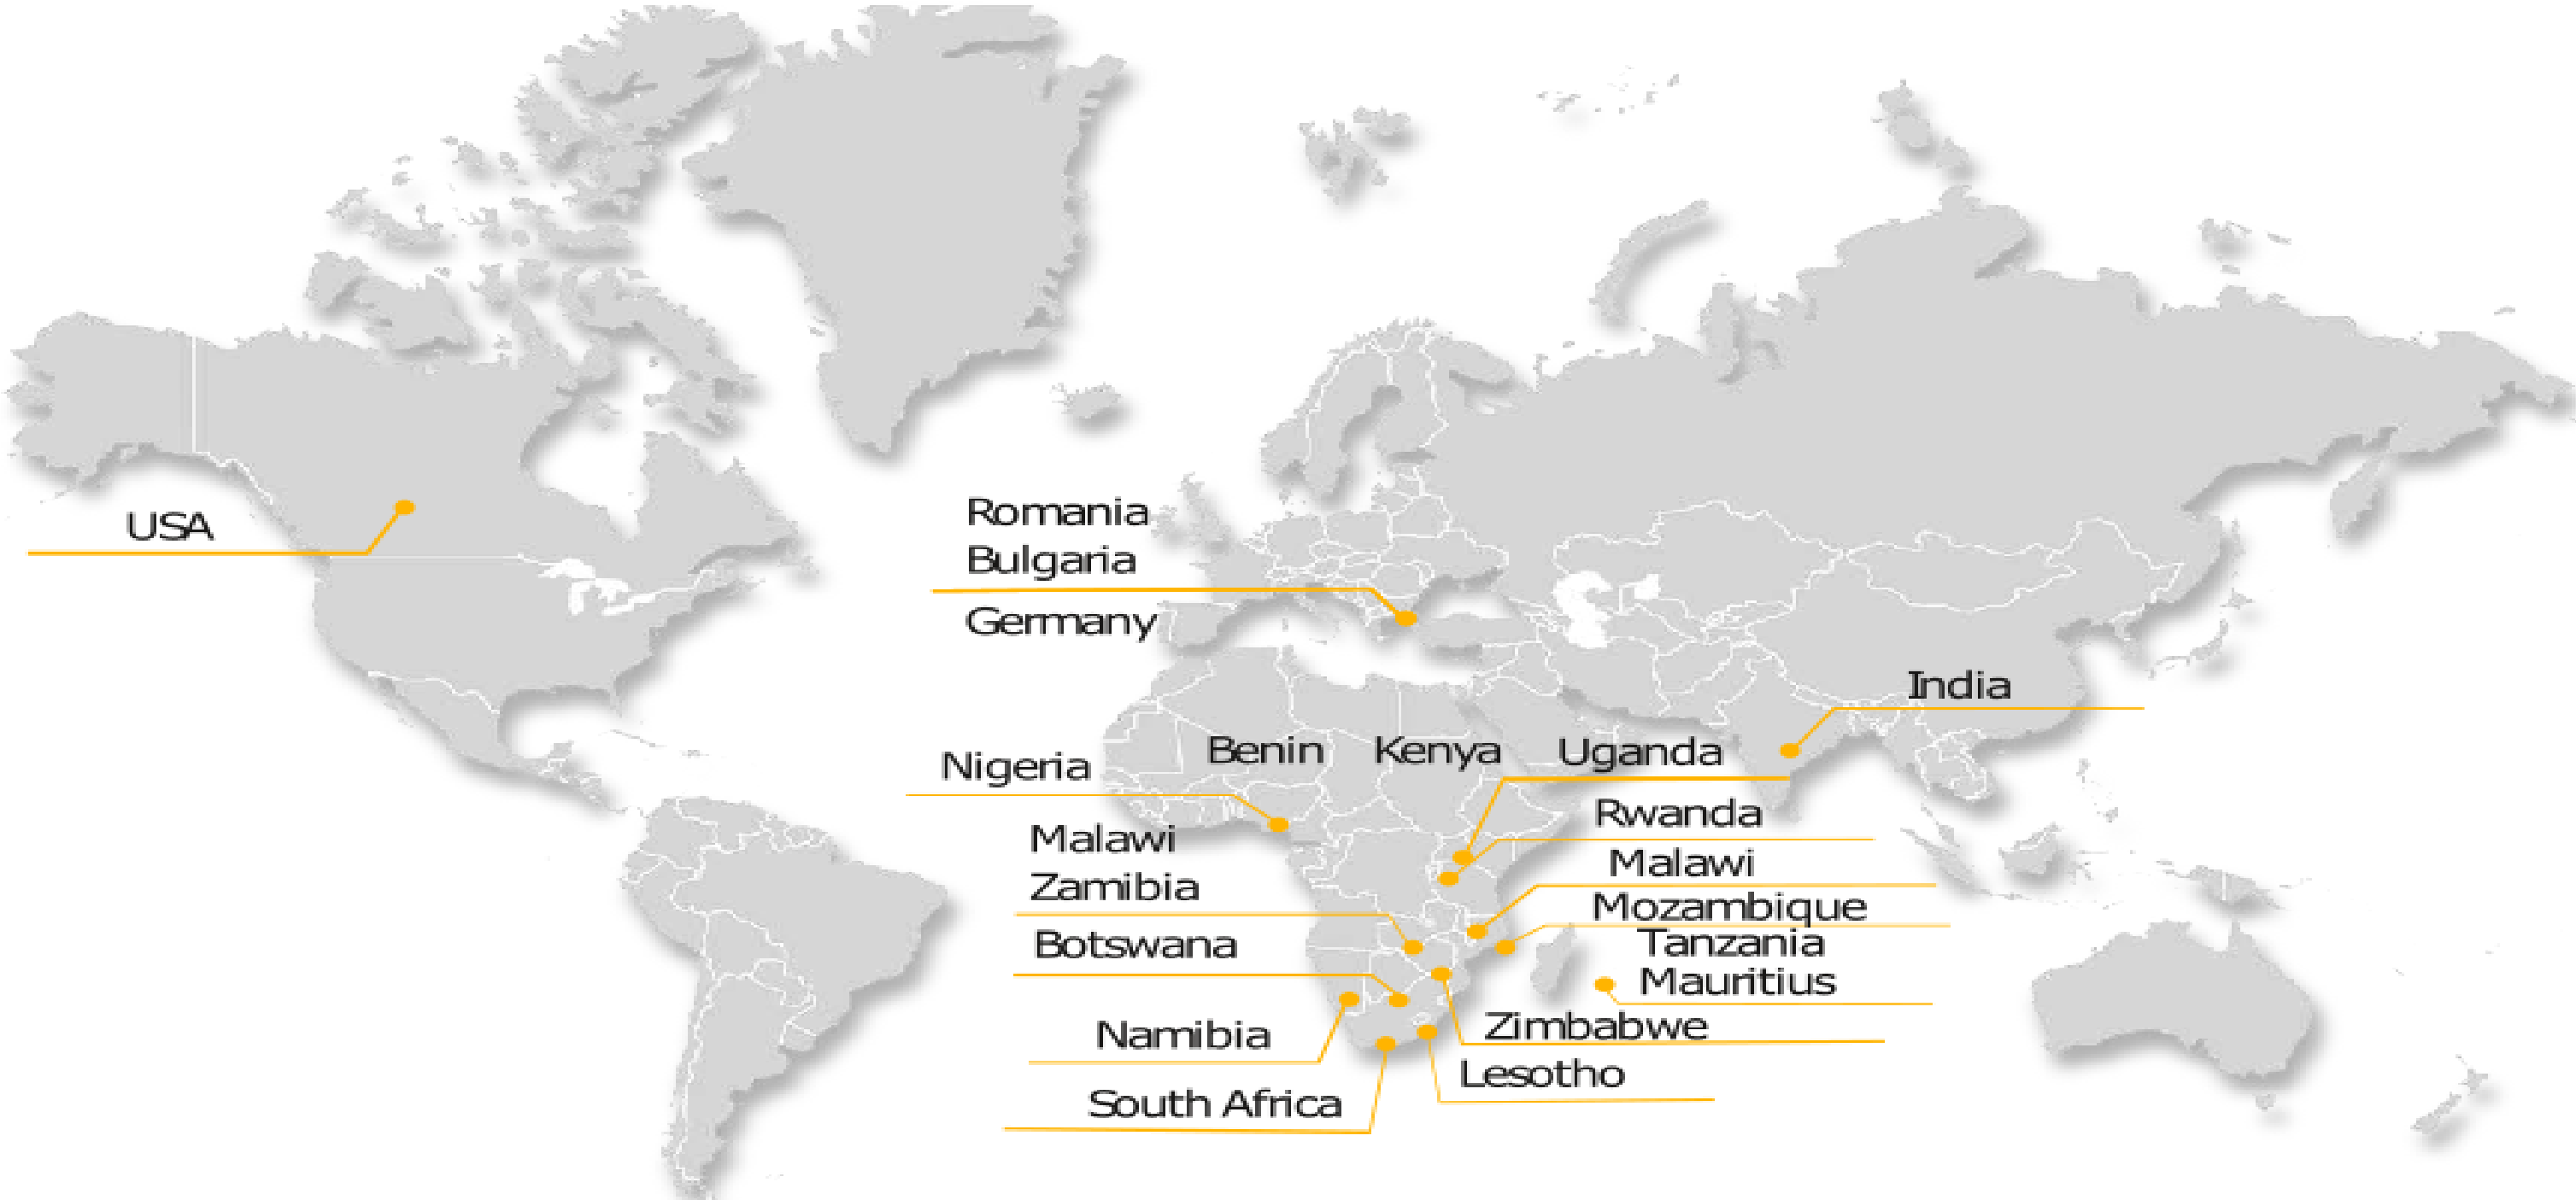 USA
Romania
Bulgaria
Germany
India
Nigeria
Benin
Kenya
Uganda
Rwanda
Malawi
Zamibia
Malawi
Mozambique
Botswana
Tanzania
Mauritius
Namibia
Zimbabwe
Lesotho
South Africa